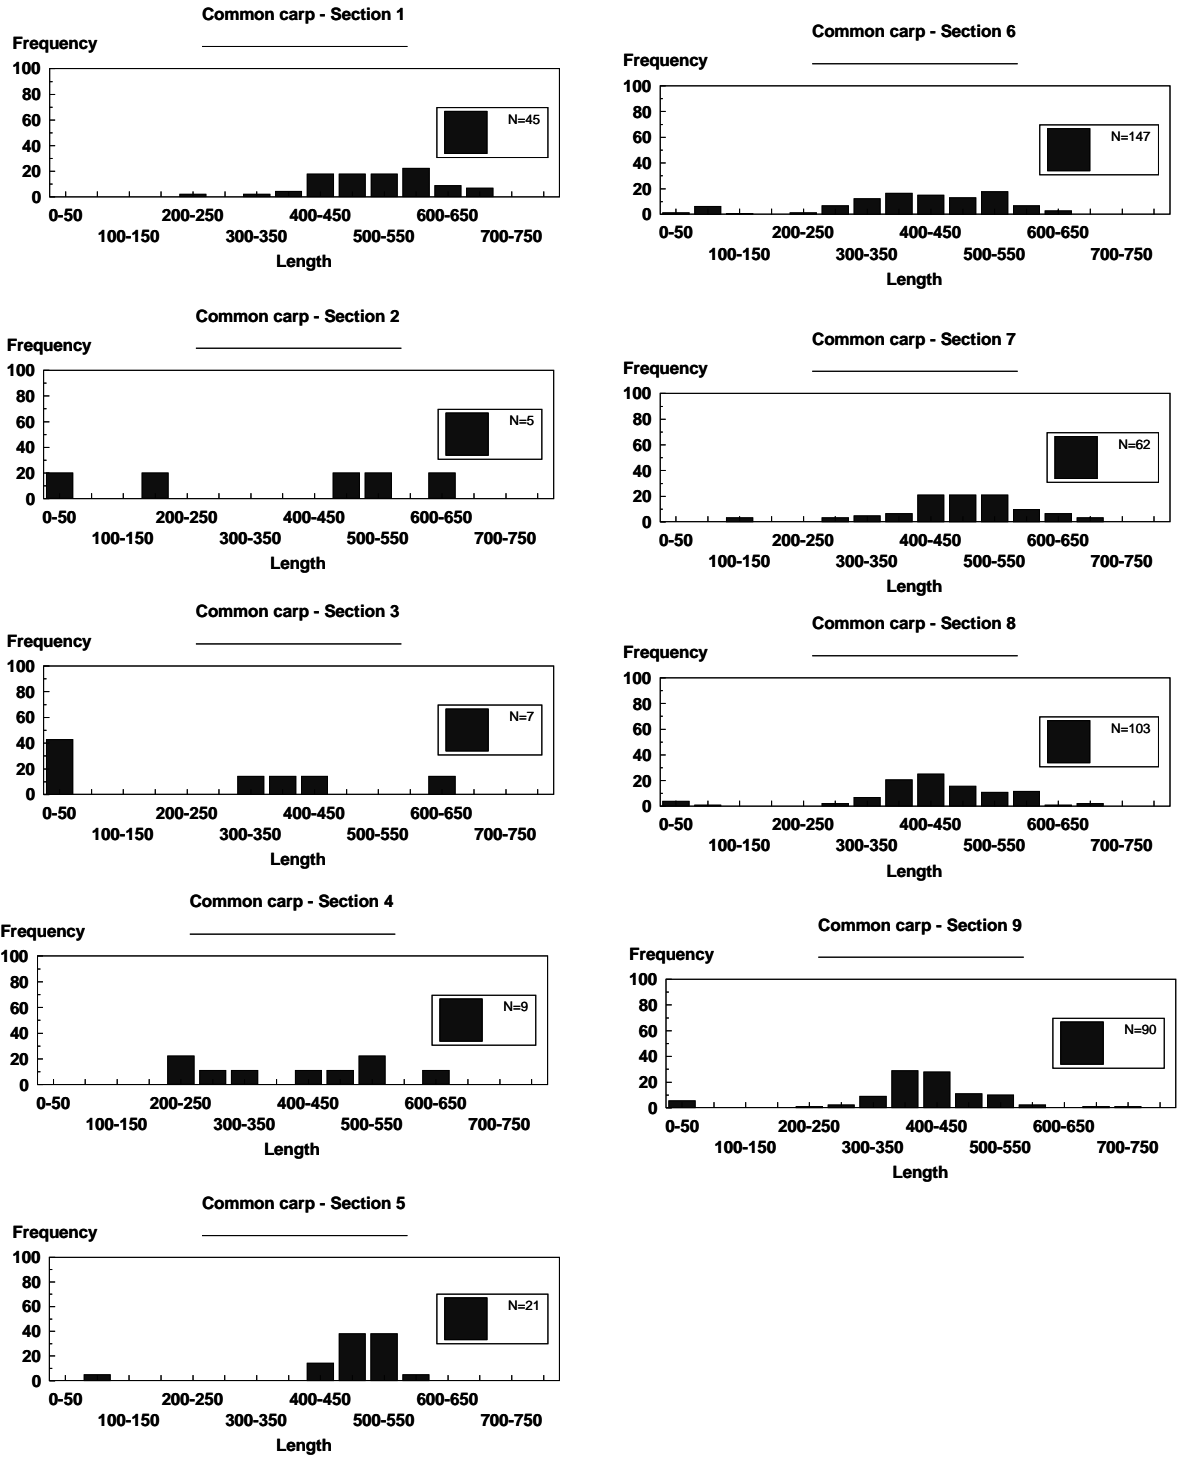 Common carp - Section 1
Frequency
100
80
60
40
20
0
N=45
0-50 200-250 400-450 600-650
100-150 300-350 500-550 700-750
Length
Common carp - Section 2
Frequency
100
80
60
40
20
0
N=5
0-50 200-250 400-450 600-650
100-150 300-350 500-550 700-750
Length
Common carp - Section 3
Frequency
100
80
60
40
20
0
N=7
0-50 200-250 400-450 600-650
100-150 300-350 500-550 700-750
Length
Common carp - Section 4
Frequency
100
80
60
40
20
0
N=9
0-50 200-250 400-450 600-650
100-150 300-350 500-550 700-750
Length
Common carp - Section 5
Frequency
100
80
60
40
20
0
N=21
0-50 200-250 400-450 600-650
100-150 300-350 500-550 700-750
Length
Common carp - Section 6
Frequency
100
80
60
40
20
0
N=147
0-50 200-250 400-450 600-650
100-150 300-350 500-550 700-750
Length
Common carp - Section 7
Frequency
100
80
60
40
20
0
N=62
0-50 200-250 400-450 600-650
100-150 300-350 500-550 700-750
Length
Common carp - Section 8
Frequency
100
80
60
40
20
0
N=103
0-50 200-250 400-450 600-650
100-150 300-350 500-550 700-750
Length
Common carp - Section 9
Frequency
100
80
60
40
20
0
N=90
0-50 200-250 400-450 600-650
100-150 300-350 500-550 700-750
Length